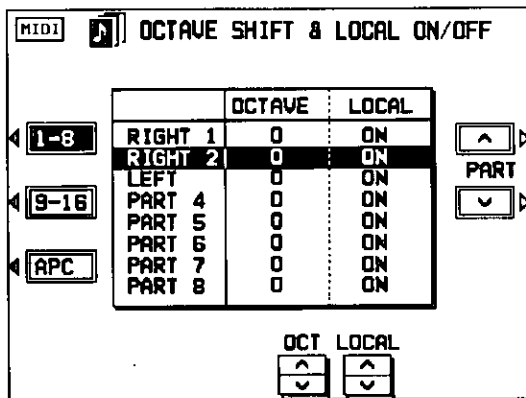 MIDI OCTAVE SHIFT & LOCAL ON/OFF
OCTAVE LOCAL
1-8
RIGHT 1 0 ON
RIGHT 2 0 ON
LEFT 0 ON
PART 4 0 ON
PART 5 0 ON
PART 6 0 ON
PART 7 0 ON
PART 8 0 ON
9-16
APC
PART
OCT LOCAL